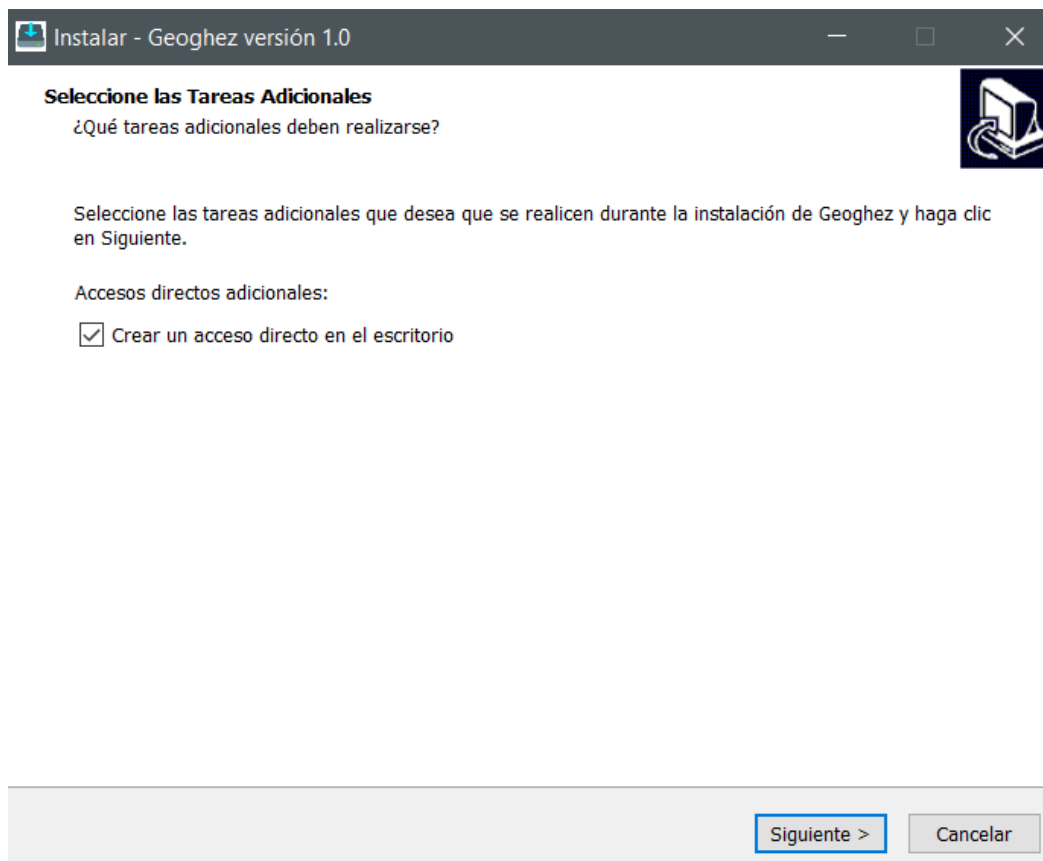 Instalar - Geoghez versión 1.0
Seleccione las Tareas Adicionales
¿Qué tareas adicionales deben realizarse?
Seleccione las tareas adicionales que desea que se realicen durante la instalación de Geoghez y haga clic
en Siguiente.
Accesos directos adicionales:
Crear un acceso directo en el escritorio
Siguiente >
Cancelar